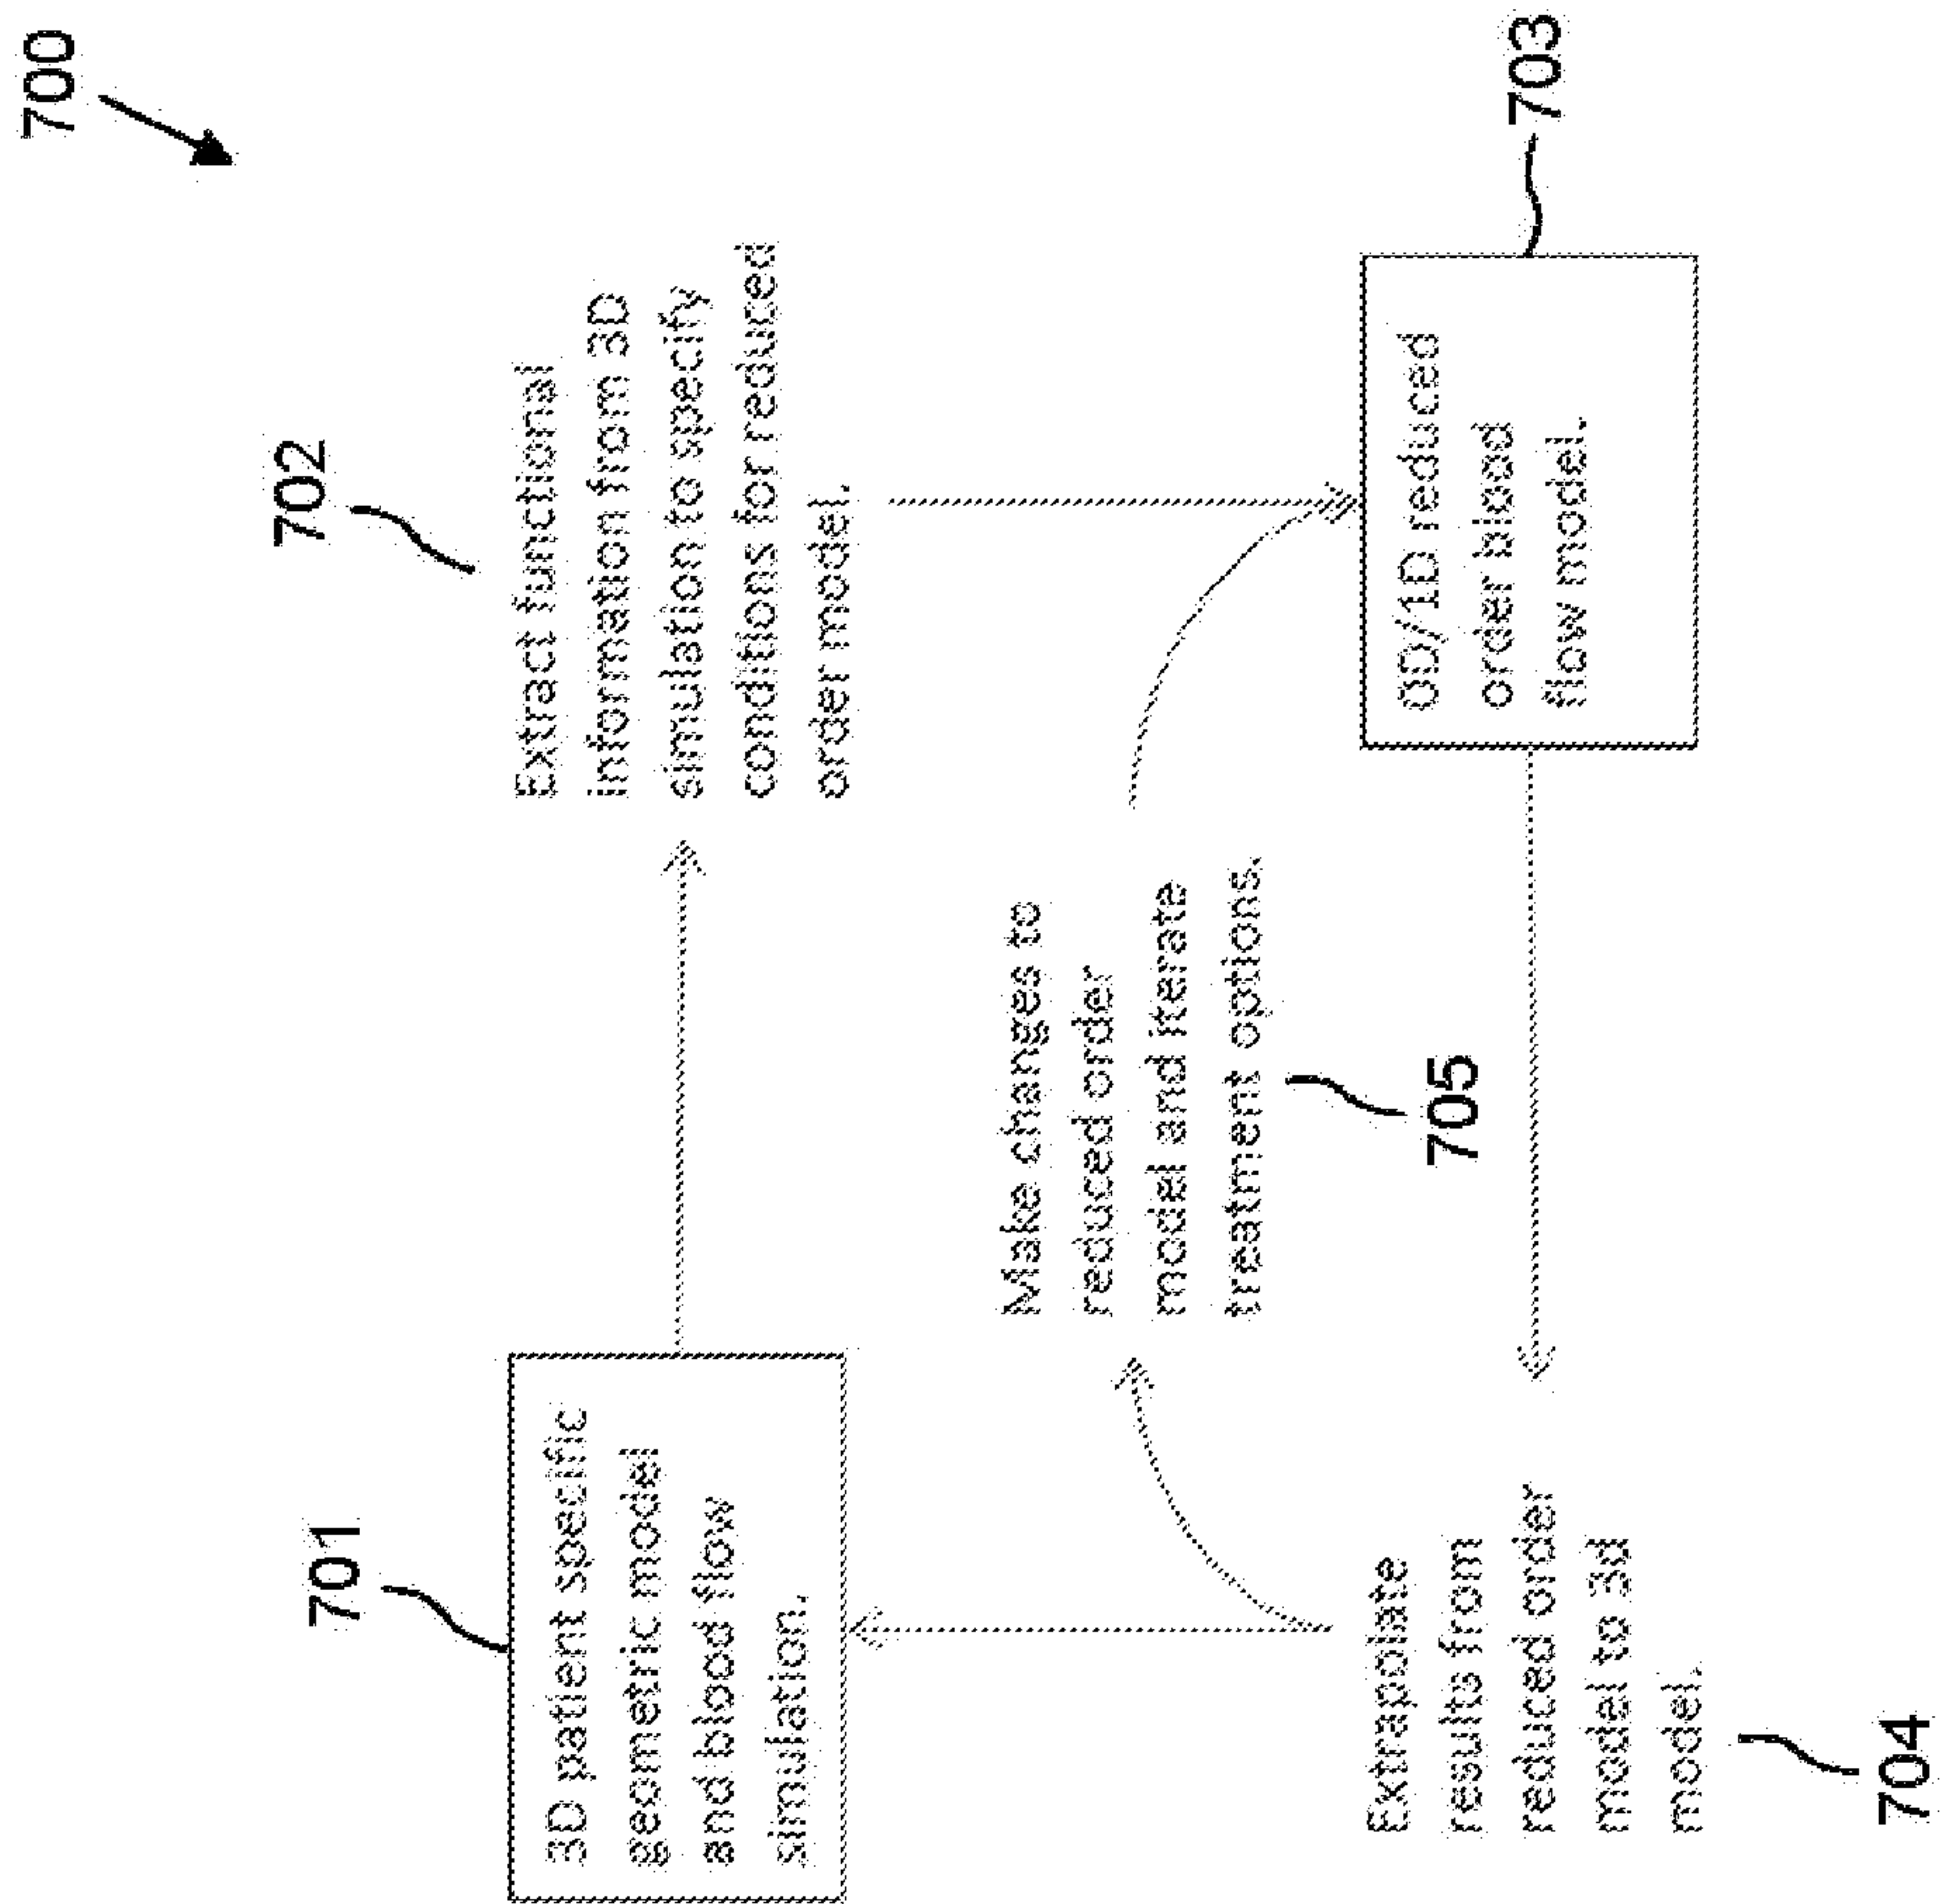 700
701
3D patient specific
geometric model
and blood flow
simulation.
702
Extract functional
information from 3D
simulation to specify
conditions for reduced
order model.
Make changes to
reduced order
model and iterate
treatment options.
705
Extrapolate
results from
reduced order
model to 3d
model.
704
0D/1D reduced
order blood
flow model.
703